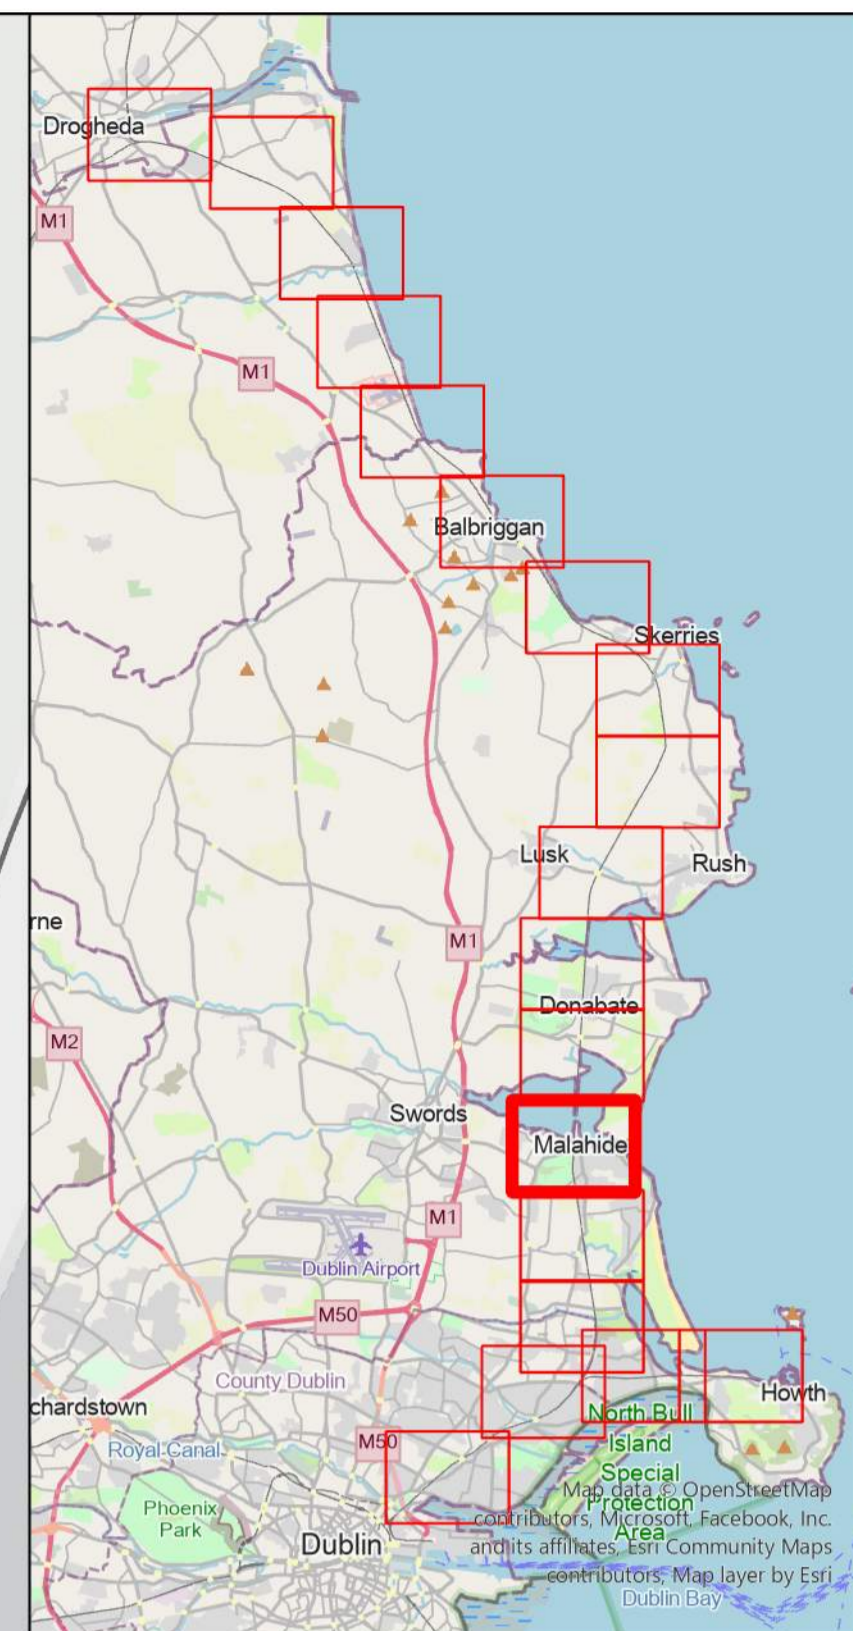 Drogheda
M1
M1
Balbriggan
Skerries
Lusk
Rush
rne
M1
Donabate
M2
Swords
Malahide
M1
Dublin Airport
M50
County Dublin
chardstown
Howth
North Bull
Island
Special
Protection
Area
M50
Royal Canal
Phoenix
Park
Dublin
Map data © OpenStreetMap
contributors, Microsoft, Facebook, Inc.
and its affiliates, Esri Community Maps
contributors, Map layer by Esri
Dublin Bay